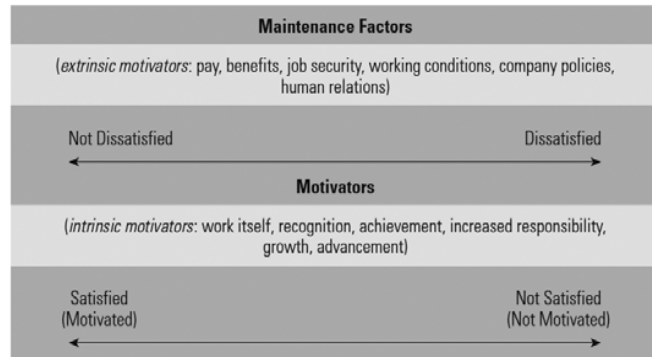 Maintenance Factors
(extrinsic motivators: pay, benefits, job security, working conditions, company policies,
human relations)
Not Dissatisfied Dissatisfied
Motivators
(intrinsic motivators: work itself, recognition, achievement, increased responsibility,
growth, advancement)
Satisfied Not Satisfied
(Motivated) (Not Motivated)